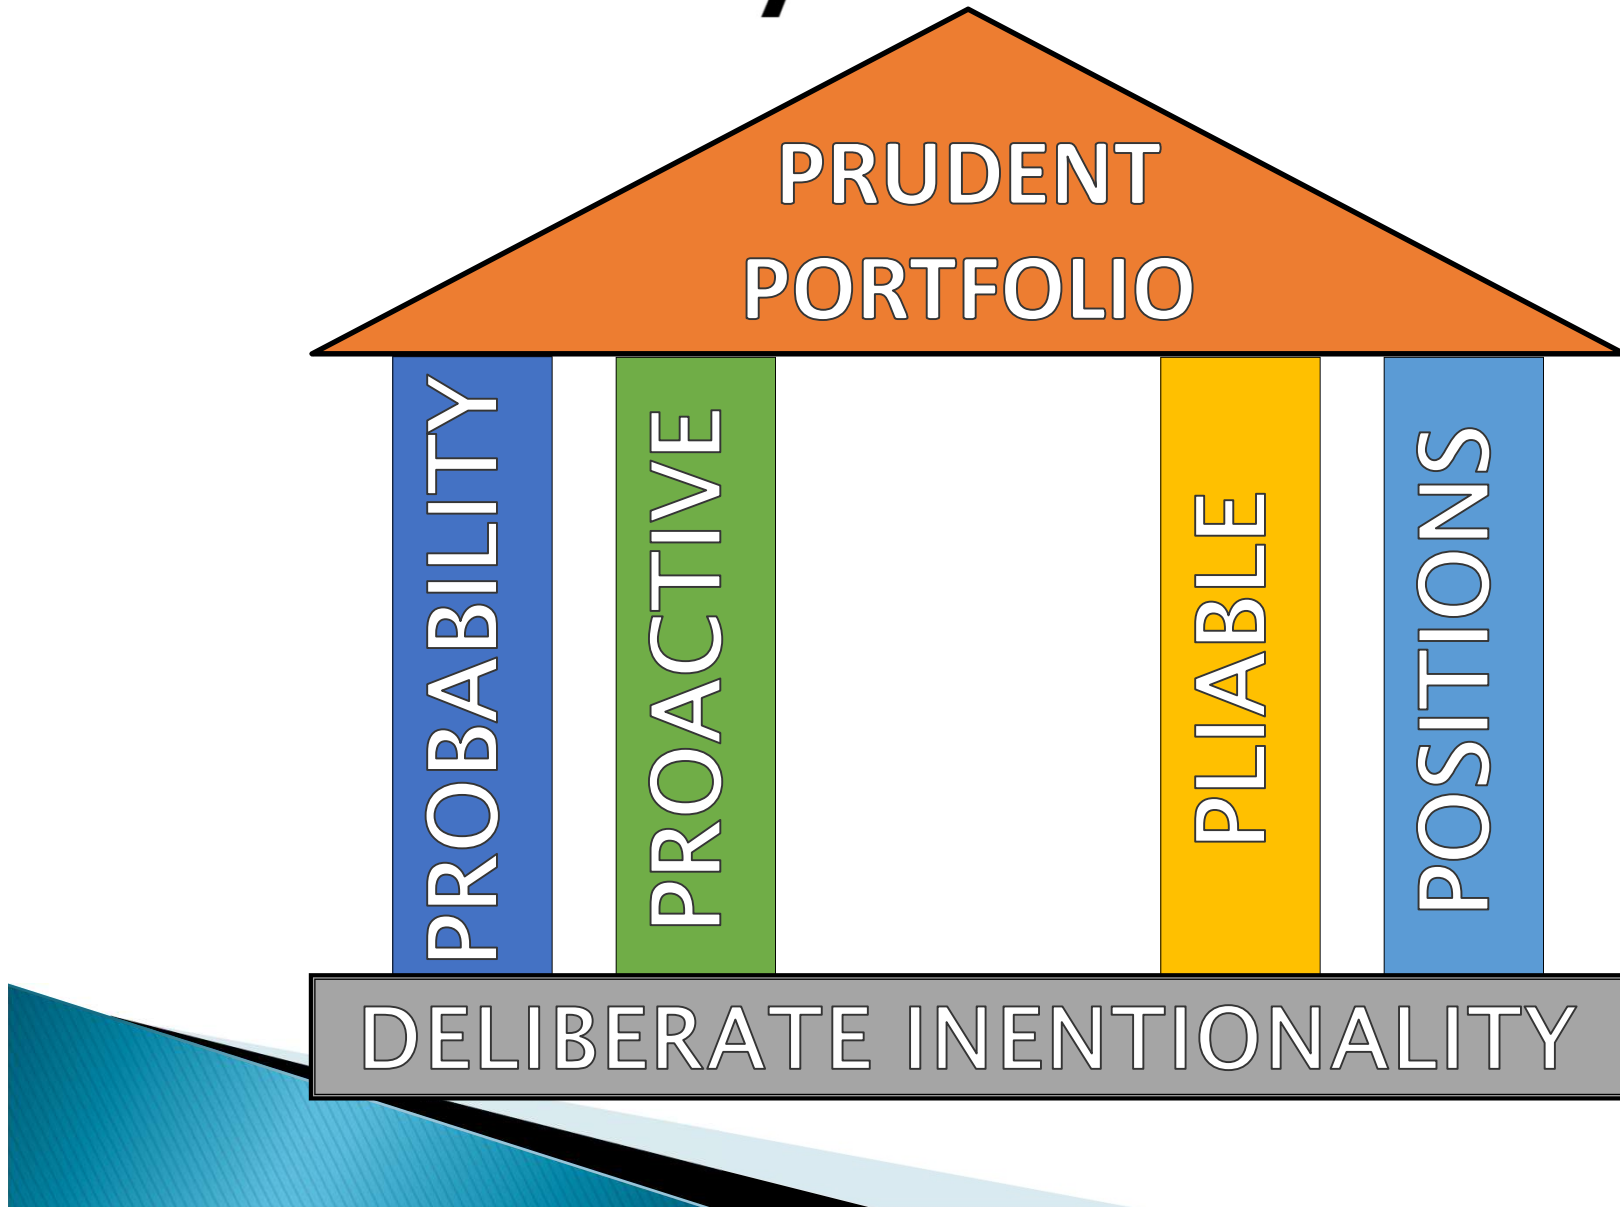 PRUDENT
PORTFOLIO
PROBABILITY
PROACTIVE
PLIABLE
POSITIONS
DELIBERATE INENTIONALITY